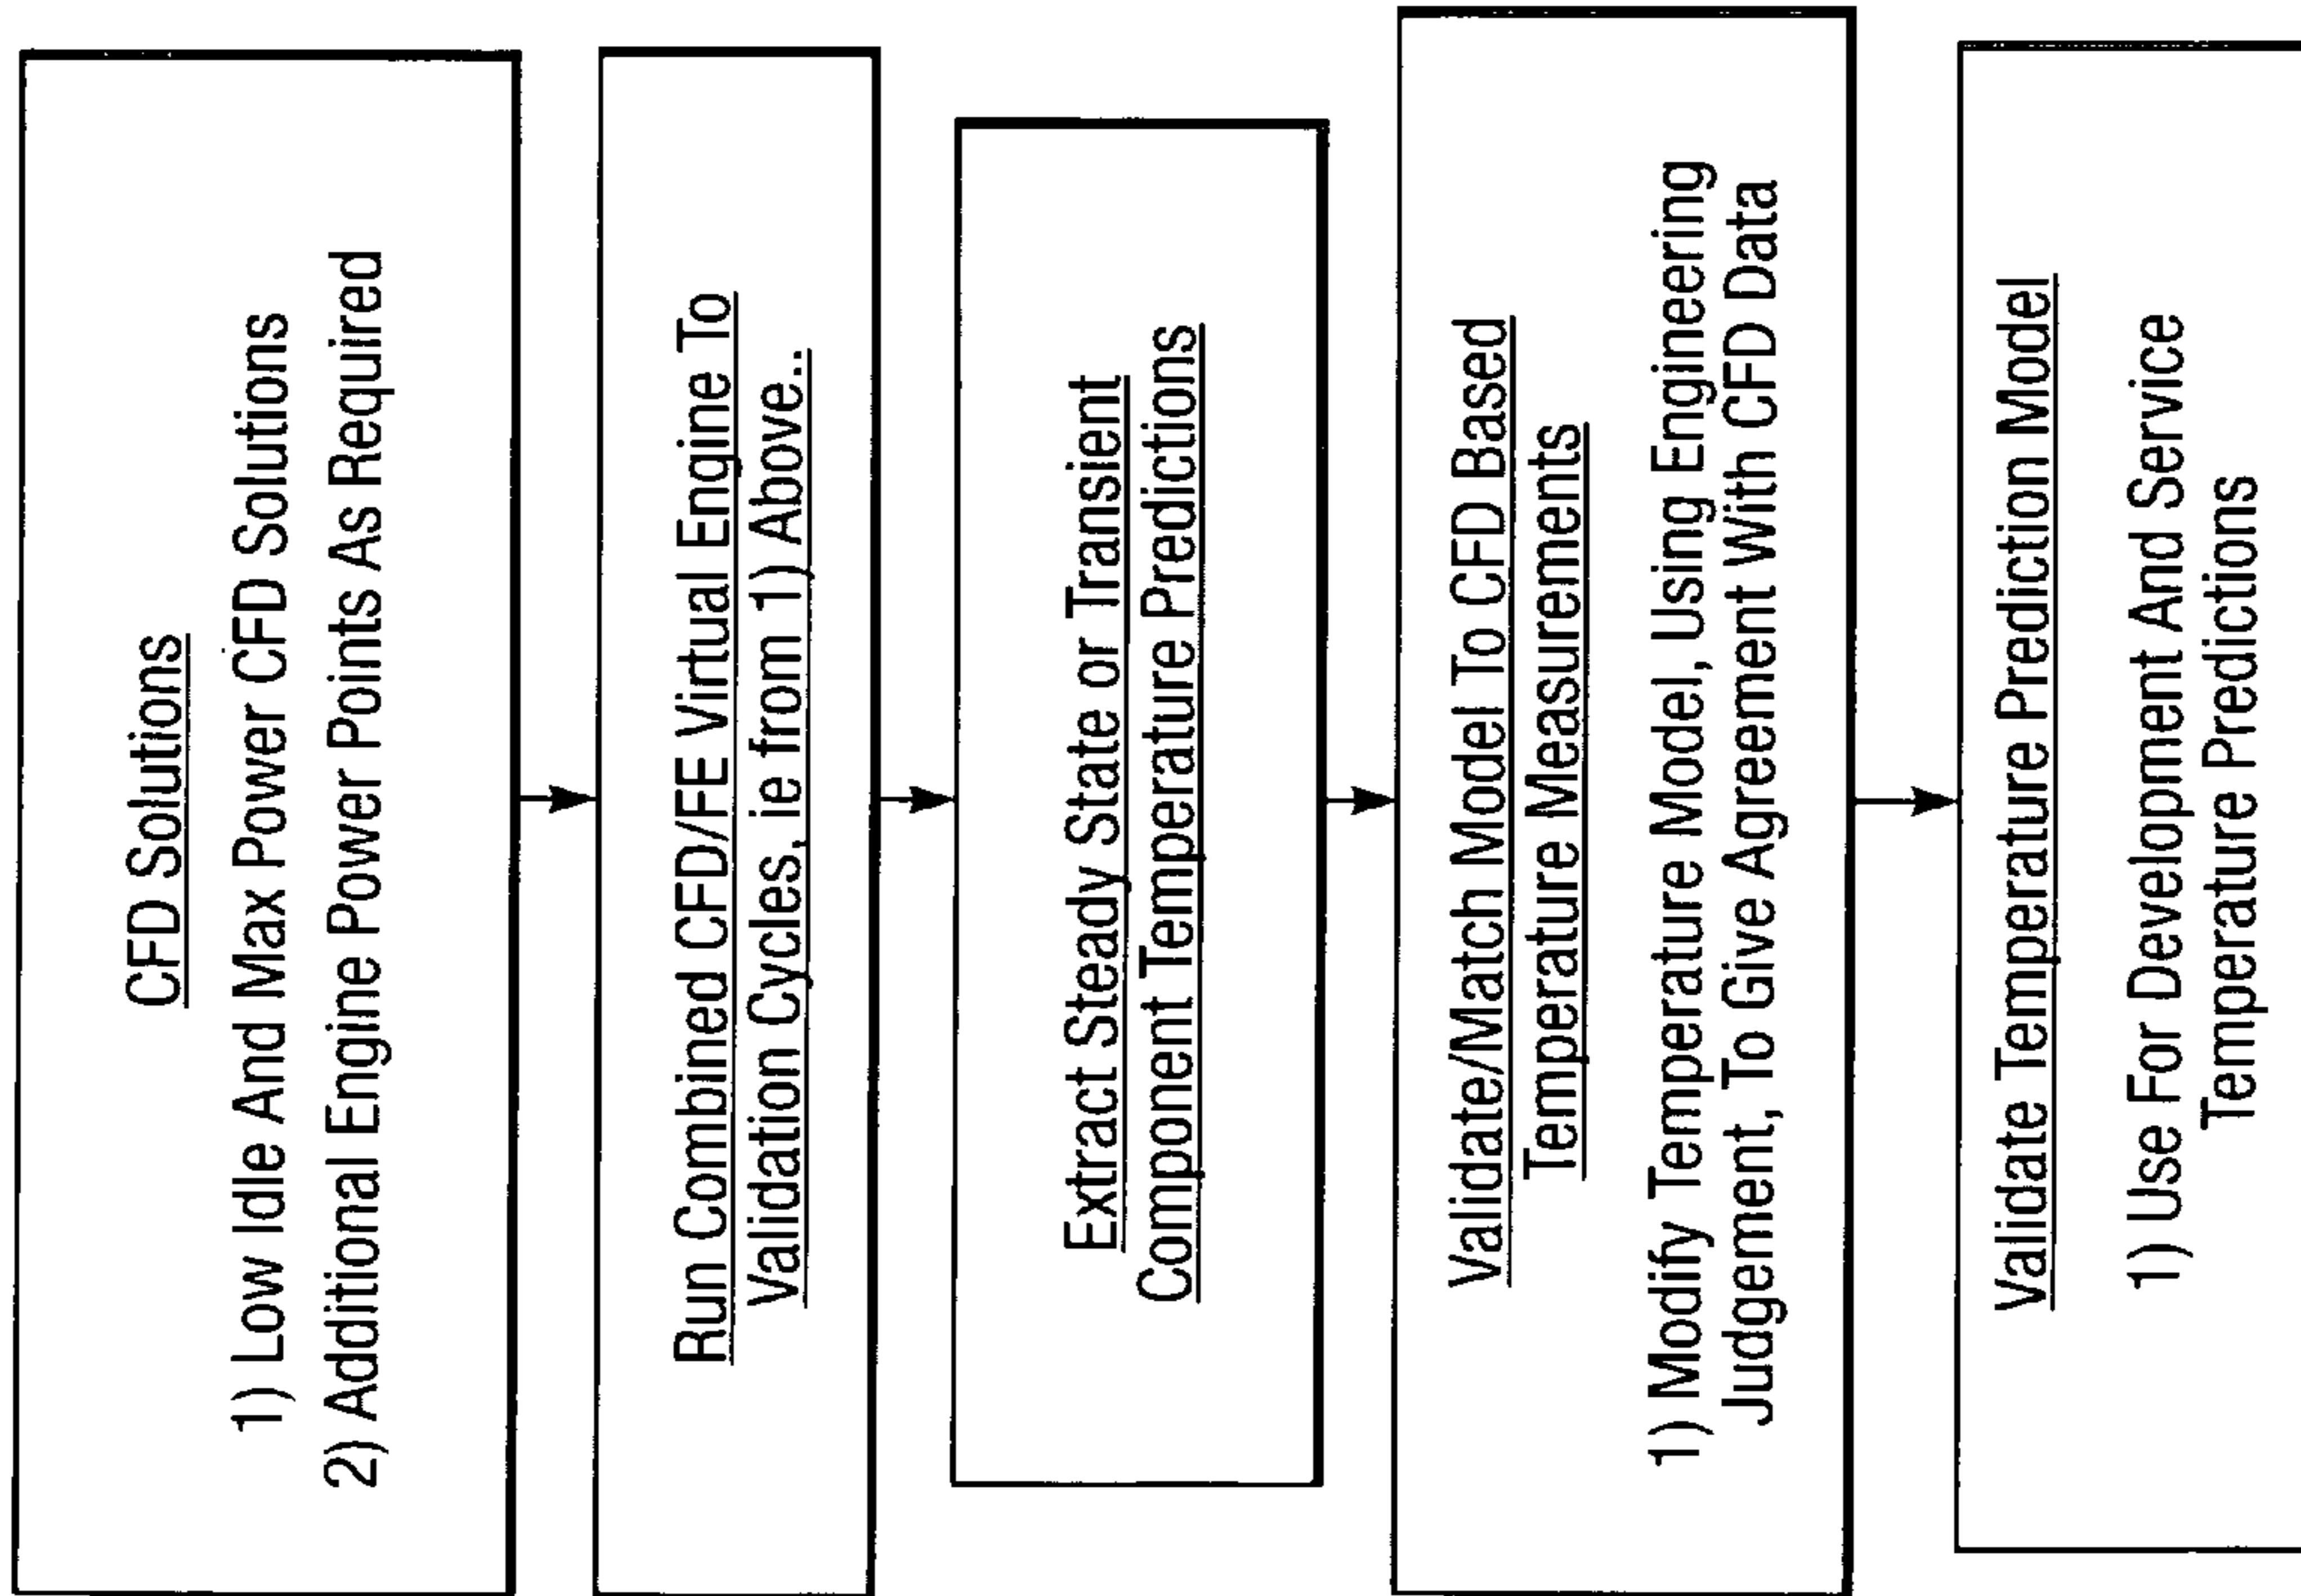 CFD Solutions
1) Low Idle And Max Power CFD Solutions
2) Additional Engine Power Points As Required
Run Combined CFD/FE Virtual Engine To
Validation Cycles, ie from 1) Above..
Extract Steady State or Transient
Component Temperature Predictions
Validate/Match Model To CFD Based
Temperature Measurements
1) Modify Temperature Model, Using Engineering
Judgement, To Give Agreement With CFD Data
Validate Temperature Prediction Model
1) Use For Development And Service
Temperature Predictions